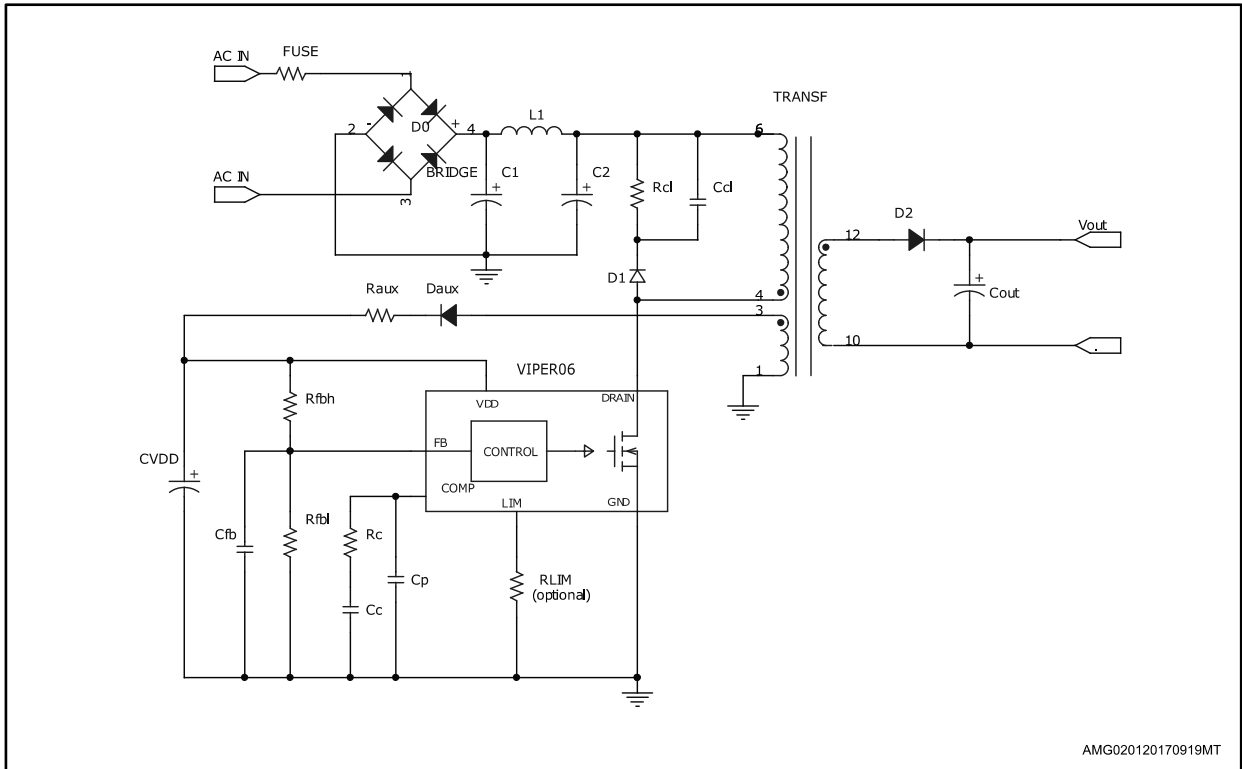 AC IN
FUSE
1
2
-
D0
+
4
BRIDGE
3
AC IN
L1
C1
+
C2
+
Rcl
Ccl
D1
TRANSF
6
4
3
1
12
10
D2
Vout
+
Cout
.
Raux
Daux
VIPER06
VDD
DRAIN
FB
CONTROL
COMP
LIM
GND
Rfbh
CVDD
+
Cfb
Rfbl
Rc
Cc
Cp
RLIM
(optional)
AMG020120170919MT